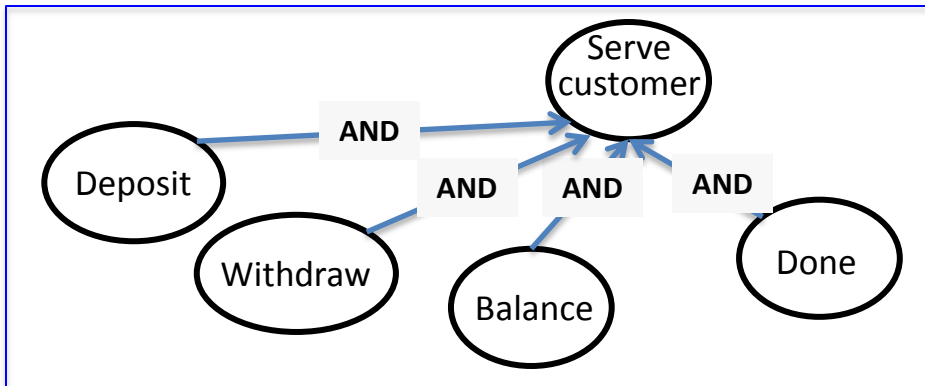 Serve
customer
AND
Deposit
AND
AND
AND
Withdraw
Balance
Done